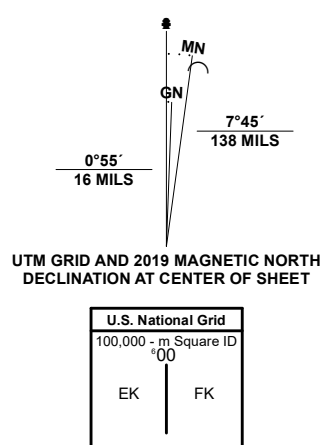 MN
GN
7°45´
138 MILS
0°55´
16 MILS
UTM GRID AND 2019 MAGNETIC NORTH
DECLINATION AT CENTER OF SHEET
U.S. National Grid
100,000 - m Square ID
⁶00
EK FK